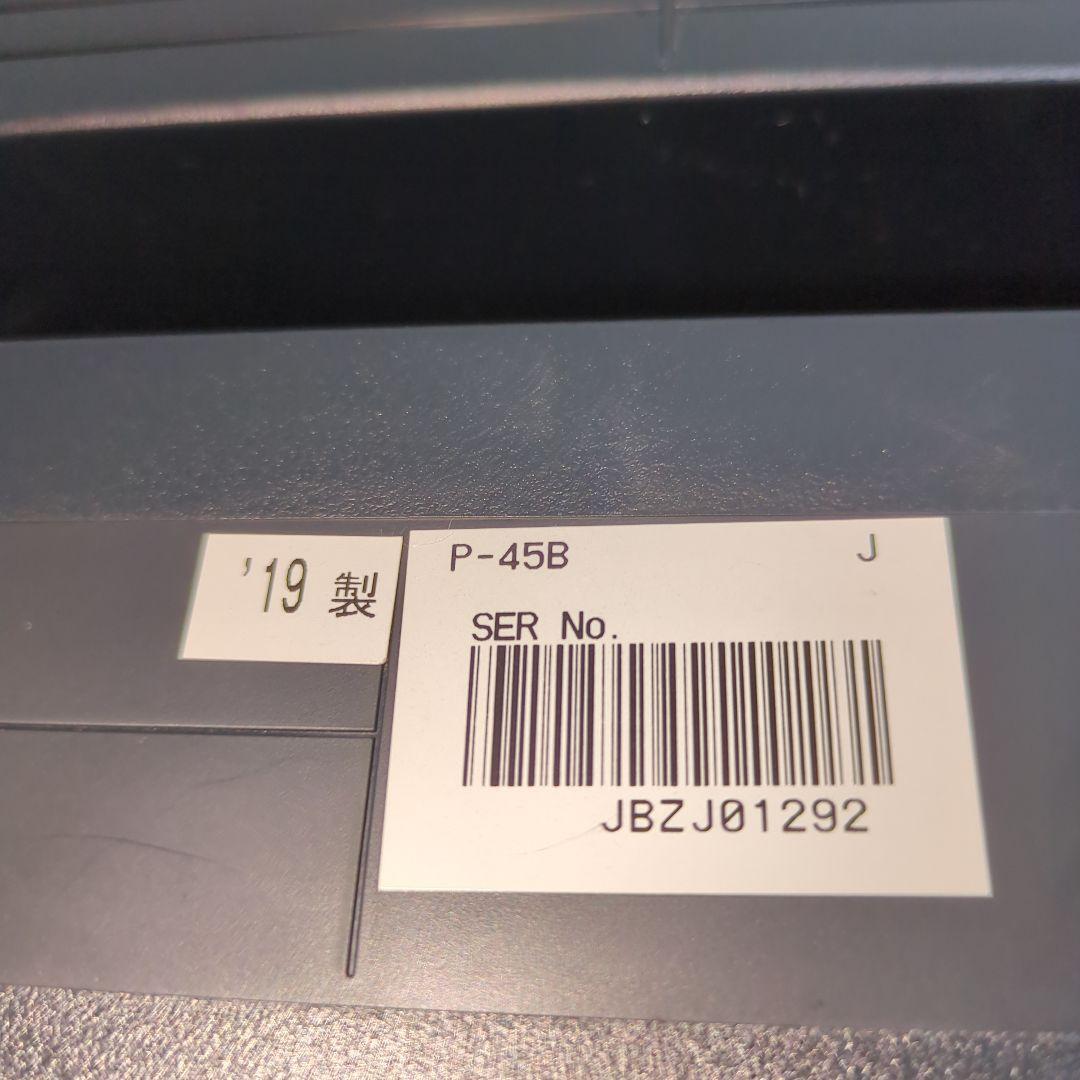 ’19 製
P-45B J
SER No.
JBZJ01292